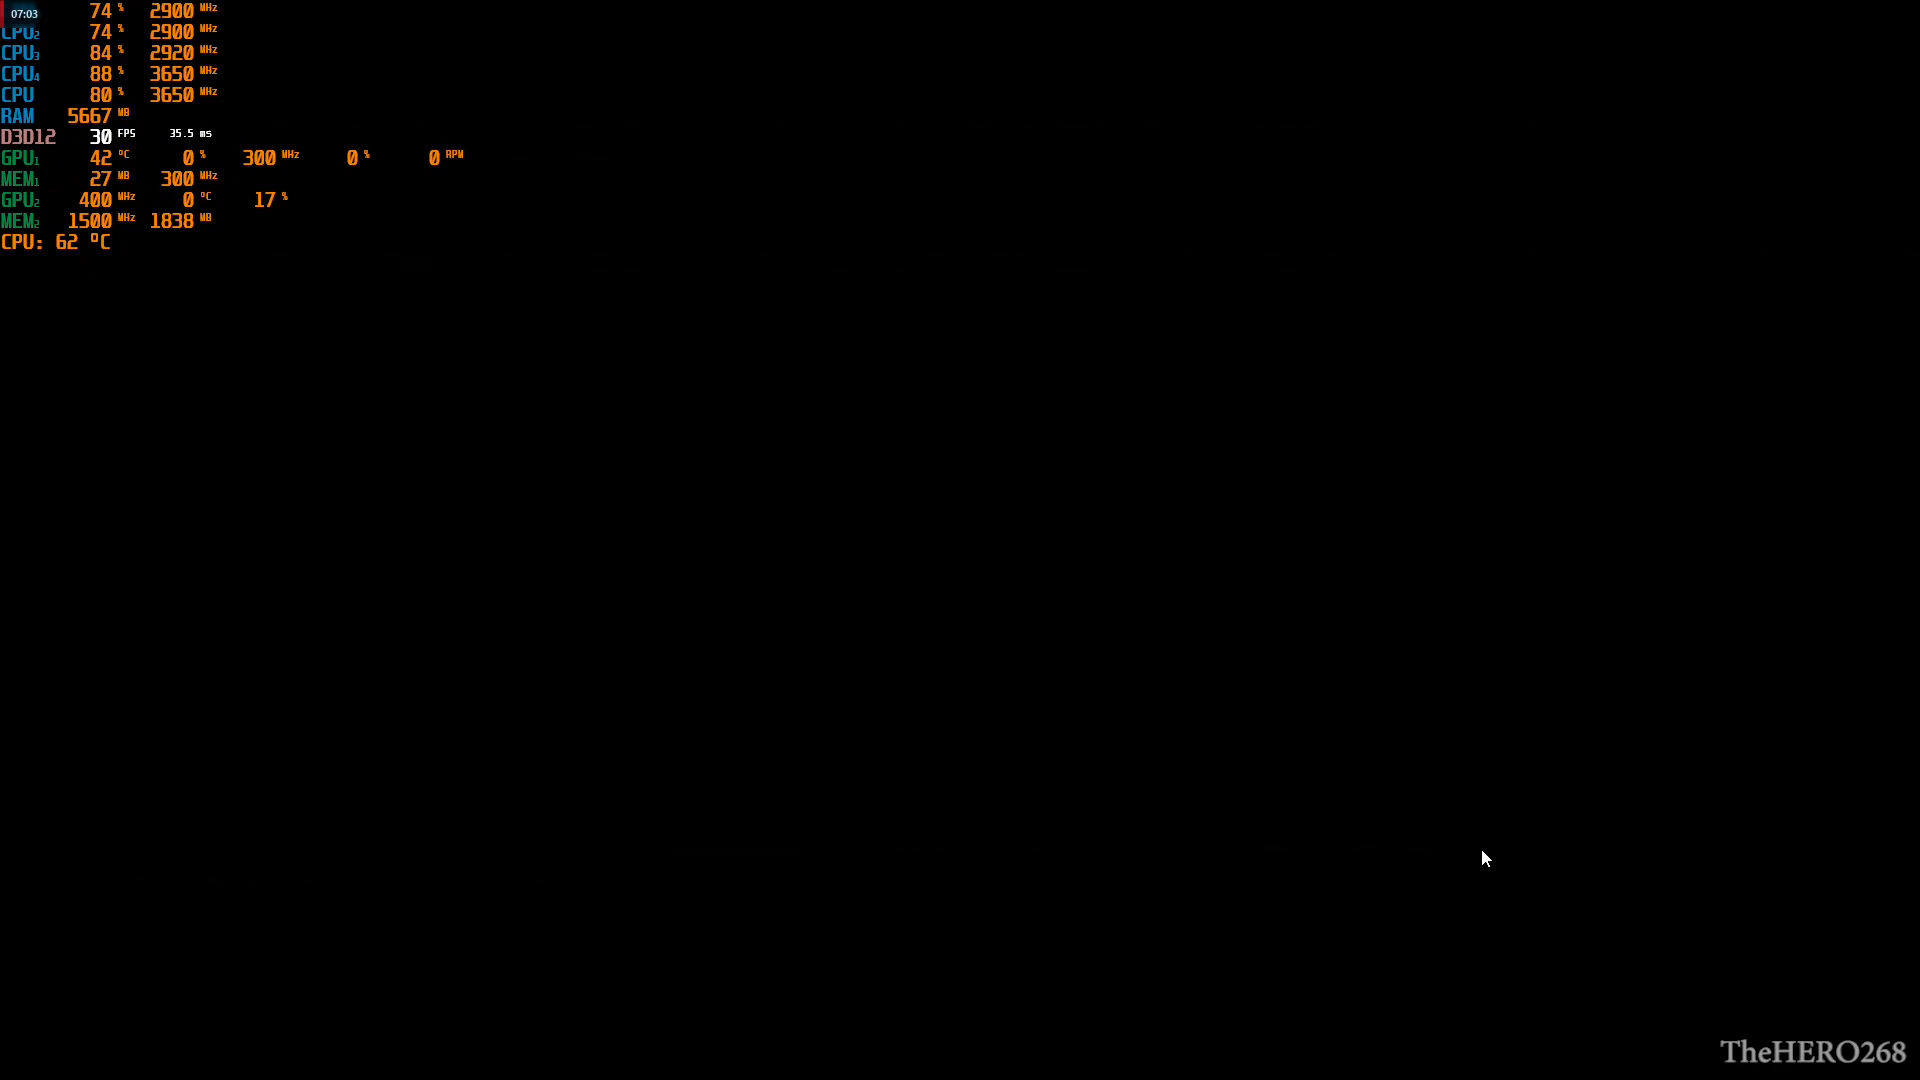 07:03 74 % 2900 MHz
CPU2 74 % 2900 MHz
CPU3 84 % 2920 MHz
CPU4 88 % 3650 MHz
CPU 80 % 3650 MHz
RAM 5667 MB
D3D12 30 FPS 35.5 ms
GPU1 42 °C 0 % 300 MHz 0 % 0 RPM
MEM1 27 MB 300 MHz
GPU2 400 MHz 0 °C 17 %
MEM2 1500 MHz 1838 MB
CPU: 62 °C
TheHERO268